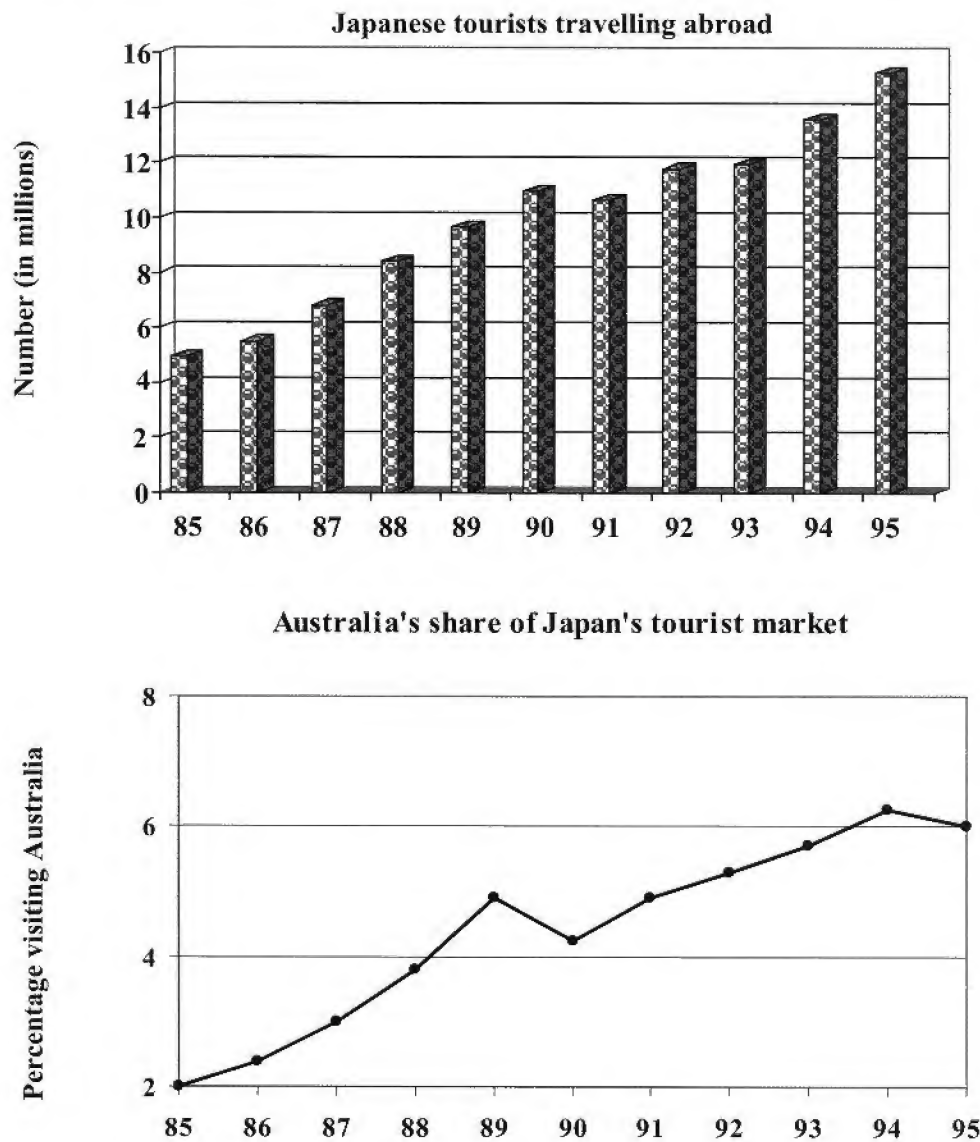 Japanese tourists travelling abroad
Number (in millions)
16
14
12
10
8
6
4
2
0
85 86 87 88 89 90 91 92 93 94 95
Australia's share of Japan's tourist market
Percentage visiting Australia
8
6
4
2
85 86 87 88 89 90 91 92 93 94 95